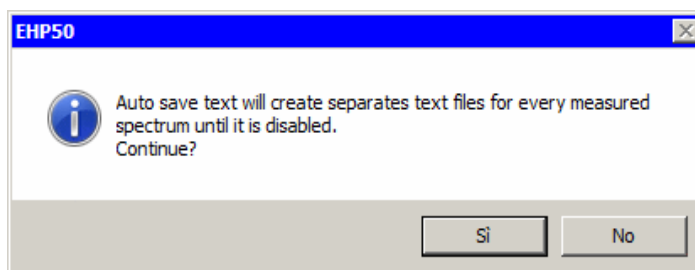 EHP50
Auto save text will create separates text files for every measured
spectrum until it is disabled.
Continue?
Sì
No